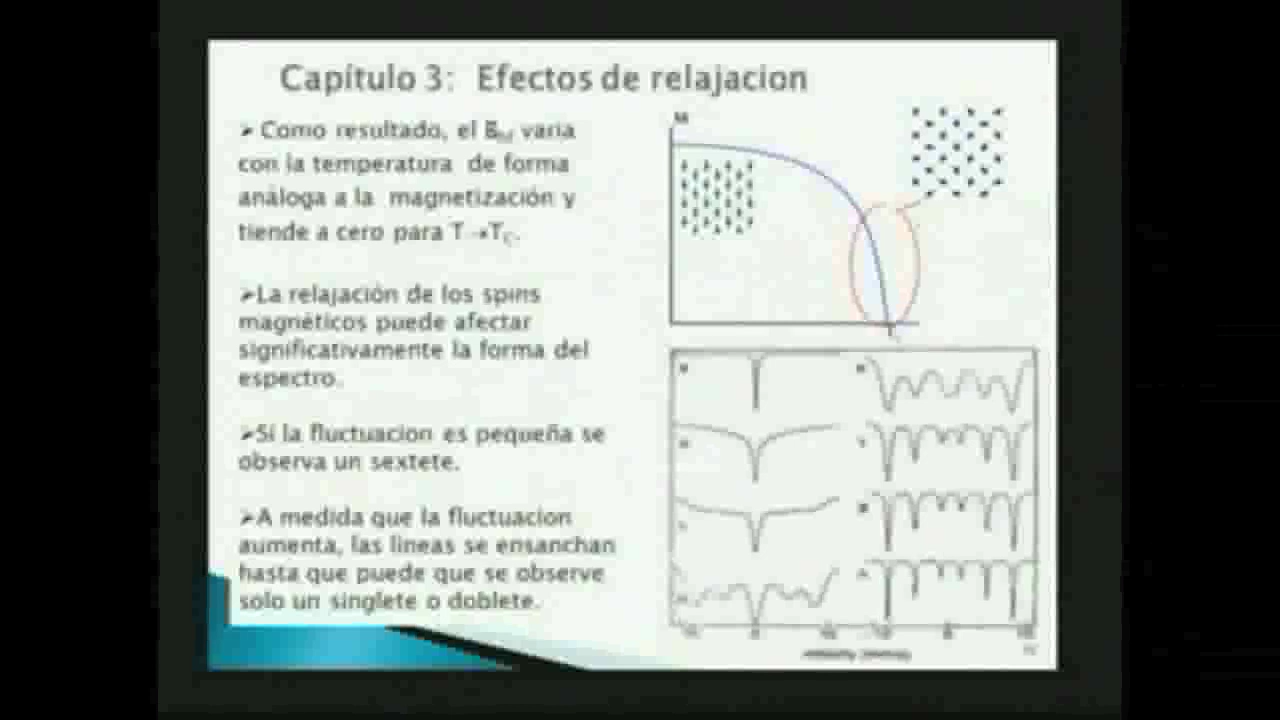 Capítulo 3: Efectos de relajacion
➢ Como resultado, el B varia
con la temperatura de forma
análoga a la magnetización y
tiende a cero para T→T_C.
➢La relajación de los spins
magnéticos puede afectar
significativamente la forma del
espectro.
➢Si la fluctuacion es pequeña se
observa un sextete.
➢A medida que la fluctuacion
aumenta, las lineas se ensanchan
hasta que puede que se observe
solo un singlete o doblete.
M